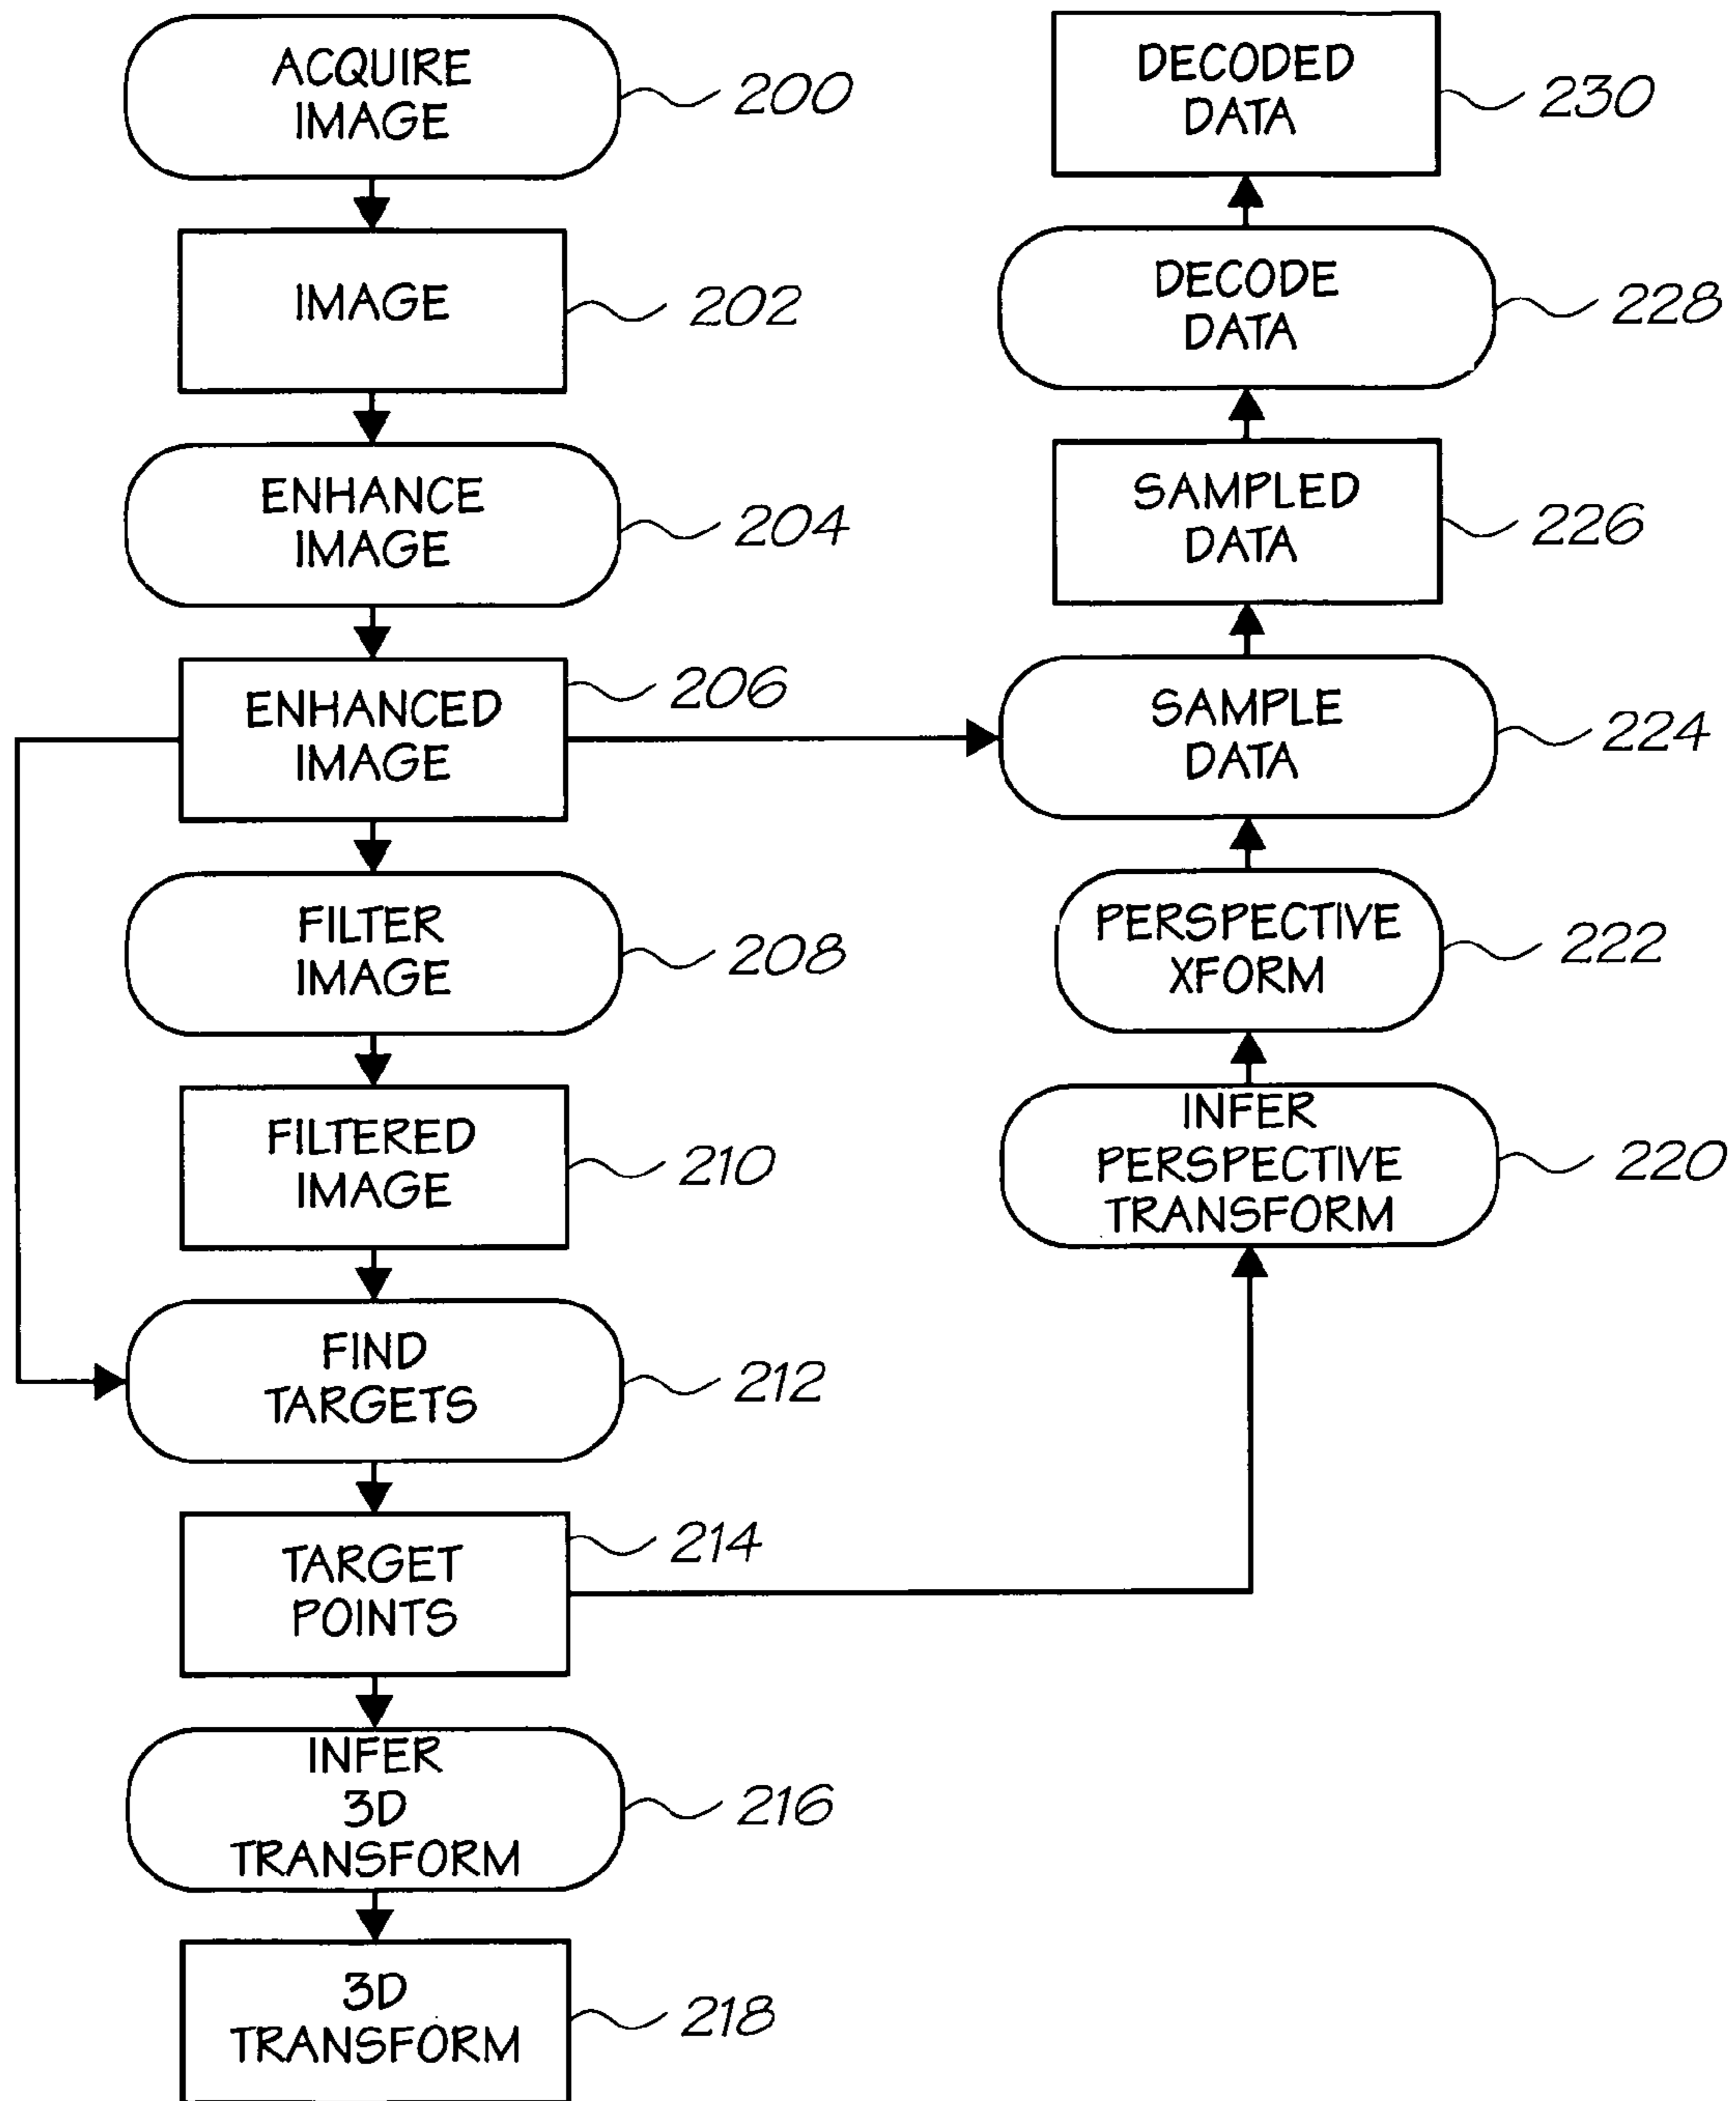 ACQUIRE
IMAGE
200
IMAGE
202
ENHANCE
IMAGE
204
ENHANCED
IMAGE
206
FILTER
IMAGE
208
FILTERED
IMAGE
210
FIND
TARGETS
212
TARGET
POINTS
214
INFER
3D
TRANSFORM
216
3D
TRANSFORM
218
DECODED
DATA
230
DECODE
DATA
228
SAMPLED
DATA
226
SAMPLE
DATA
224
PERSPECTIVE
XFORM
222
INFER
PERSPECTIVE
TRANSFORM
220